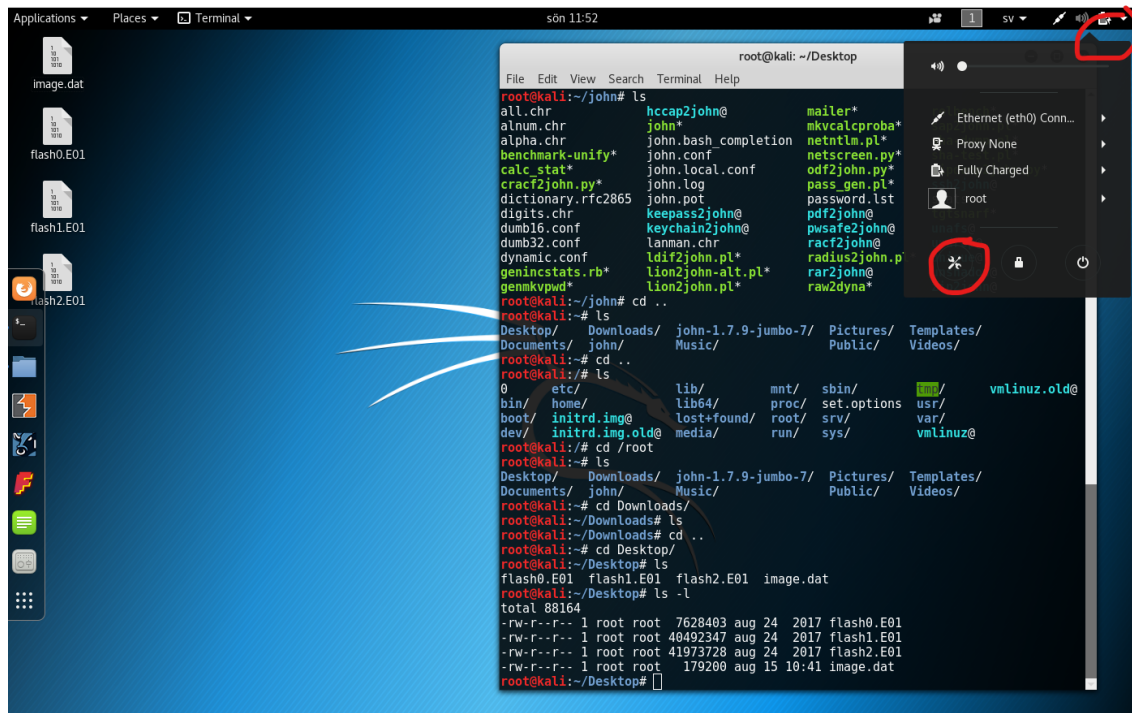 Applications Places Terminal sön 11:52 1 sv
image.dat
flash0.E01
flash1.E01
flash2.E01
root@kali: ~/Desktop
File Edit View Search Terminal Help
root@kali:~/john# ls
all.chr hccap2john@ mailer*
alnum.chr john* mkvcalcproba*
alpha.chr john.bash_completion netntlm.pl*
benchmark-unify* john.conf netscreen.py*
calc_stat* john.local.conf odf2john.py*
cracf2john.py* john.log pass_gen.pl*
dictionary.rfc2865 john.pot password.lst
digits.chr keepass2john@ pdf2john@
dumb16.conf keychain2john@ pwsafe2john@
dumb32.conf lanman.chr racf2john@
dynamic.conf ldif2john.pl* radius2john.p
genincstats.rb* lion2john-alt.pl* rar2john@
genmkvpwd* lion2john.pl* raw2dyna*
root@kali:~/john# cd ..
root@kali:~# ls
Desktop/ Downloads/ john-1.7.9-jumbo-7/ Pictures/ Templates/
Documents/ john/ Music/ Public/ Videos/
root@kali:~# cd ..
root@kali:/# ls
0 etc/ lib/ mnt/ sbin/ tmp/ vmlinuz.old@
bin/ home/ lib64/ proc/ set.options usr/
boot/ initrd.img@ lost+found/ root/ srv/ var/
dev/ initrd.img.old@ media/ run/ sys/ vmlinuz@
root@kali:/# cd /root
root@kali:~# ls
Desktop/ Downloads/ john-1.7.9-jumbo-7/ Pictures/ Templates/
Documents/ john/ Music/ Public/ Videos/
root@kali:~# cd Downloads/
root@kali:~/Downloads# ls
root@kali:~/Downloads# cd ..
root@kali:~# cd Desktop/
root@kali:~/Desktop# ls
flash0.E01 flash1.E01 flash2.E01 image.dat
root@kali:~/Desktop# ls -l
total 88164
-rw-r--r-- 1 root root 7628403 aug 24 2017 flash0.E01
-rw-r--r-- 1 root root 40492347 aug 24 2017 flash1.E01
-rw-r--r-- 1 root root 41973728 aug 24 2017 flash2.E01
-rw-r--r-- 1 root root 179200 aug 15 10:41 image.dat
root@kali:~/Desktop#
Ethernet (eth0) Conn...
Proxy None
Fully Charged
root